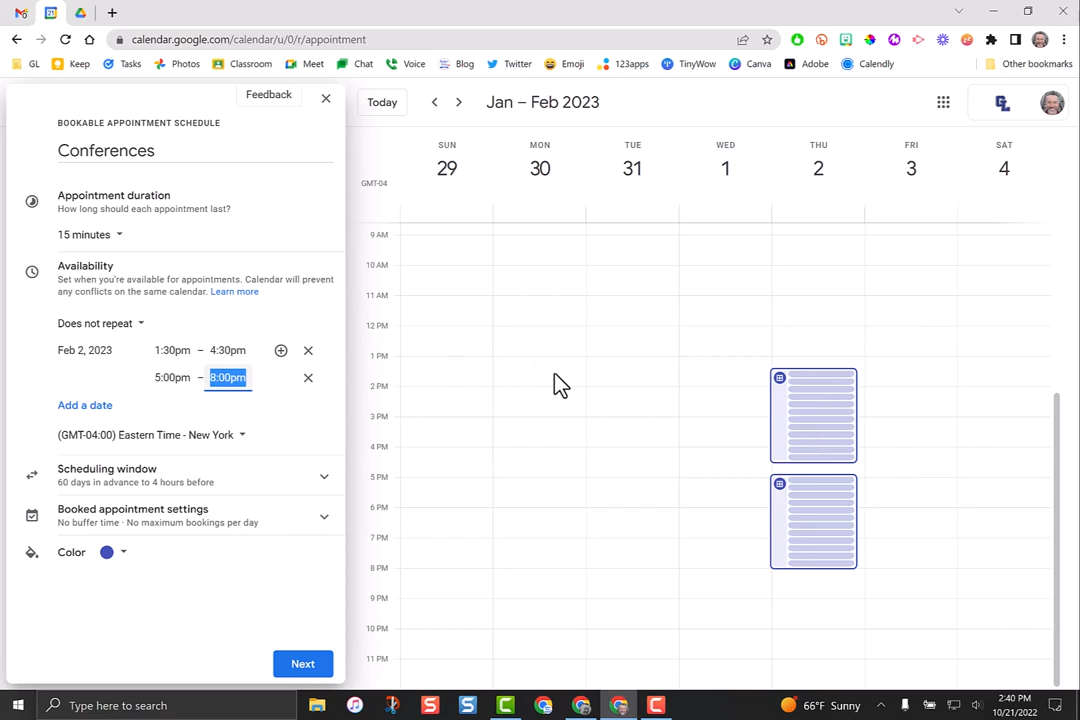 calendar.google.com/calendar/u/0/r/appointment
GL
Keep
Tasks
Photos
Classroom
Meet
Chat
Voice
Blog
Twitter
Emoji
123apps
TinyWow
Canva
Adobe
Calendly
Other bookmarks
Feedback
BOOKABLE APPOINTMENT SCHEDULE
Conferences
Appointment duration
How long should each appointment last?
15 minutes
Availability
Set when you're available for appointments. Calendar will prevent
any conflicts on the same calendar. Learn more
Does not repeat
Feb 2, 2023 1:30pm – 4:30pm
5:00pm – 8:00pm
Add a date
(GMT-04:00) Eastern Time - New York
Scheduling window
60 days in advance to 4 hours before
Booked appointment settings
No buffer time · No maximum bookings per day
Color
Next
Today
Jan – Feb 2023
GL
SUN MON TUE WED THU FRI SAT
29 30 31 1 2 3 4
GMT-04
9 AM
10 AM
11 AM
12 PM
1 PM
2 PM
3 PM
4 PM
5 PM
6 PM
7 PM
8 PM
9 PM
10 PM
11 PM
Type here to search
66°F Sunny
2:40 PM
10/21/2022